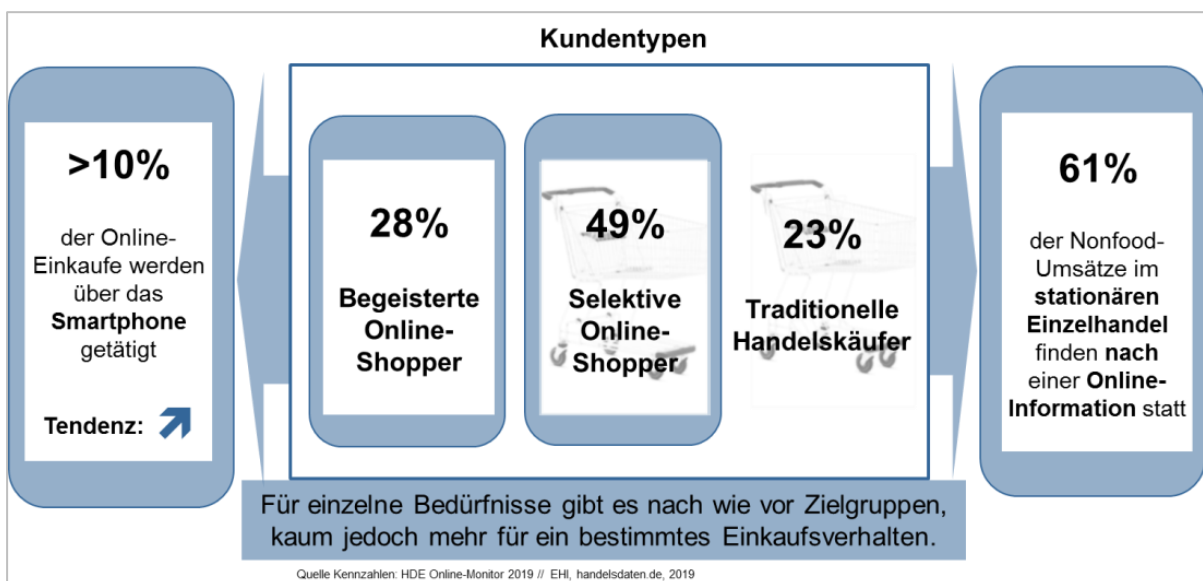 Kundentypen
>10%
der Online-
Einkaufe werden
über das
Smartphone
getätigt
Tendenz:
28%
Begeisterte
Online-
Shopper
49%
Selektive
Online-
Shopper
23%
Traditionelle
Handelskäufer
61%
der Nonfood-
Umsätze im
stationären
Einzelhandel
finden nach
einer Online-
Information statt
Für einzelne Bedürfnisse gibt es nach wie vor Zielgruppen,
kaum jedoch mehr für ein bestimmtes Einkaufsverhalten.
Quelle Kennzahlen: HDE Online-Monitor 2019 // EHI, handelsdaten.de, 2019